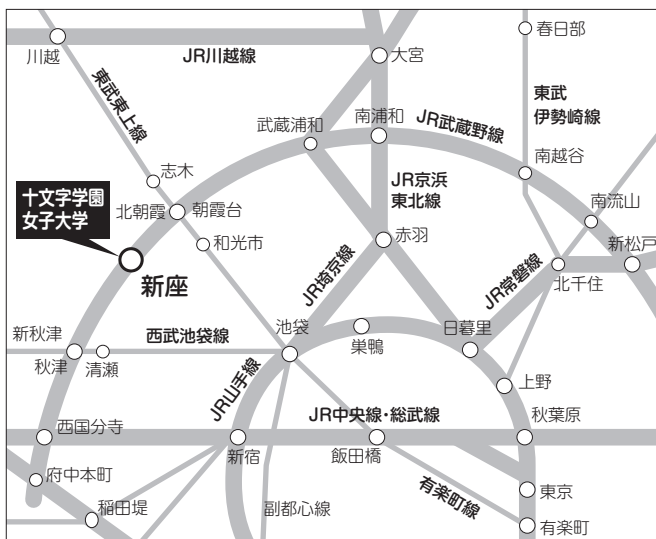 春日部
川越
JR川越線
大宮
東武東上線
東武
伊勢崎線
武蔵浦和
南浦和
JR武蔵野線
南越谷
志木
JR京浜
東北線
十文字学園
女子大学
北朝霞
朝霞台
南流山
和光市
赤羽
新松戸
新座
JR埼京線
JR常磐線
北千住
新秋津
西武池袋線
池袋
巣鴨
日暮里
秋津
清瀬
JR山手線
上野
西国分寺
JR中央線・総武線
秋葉原
新宿
飯田橋
府中本町
有楽町線
東京
稲田堤
副都心線
有楽町